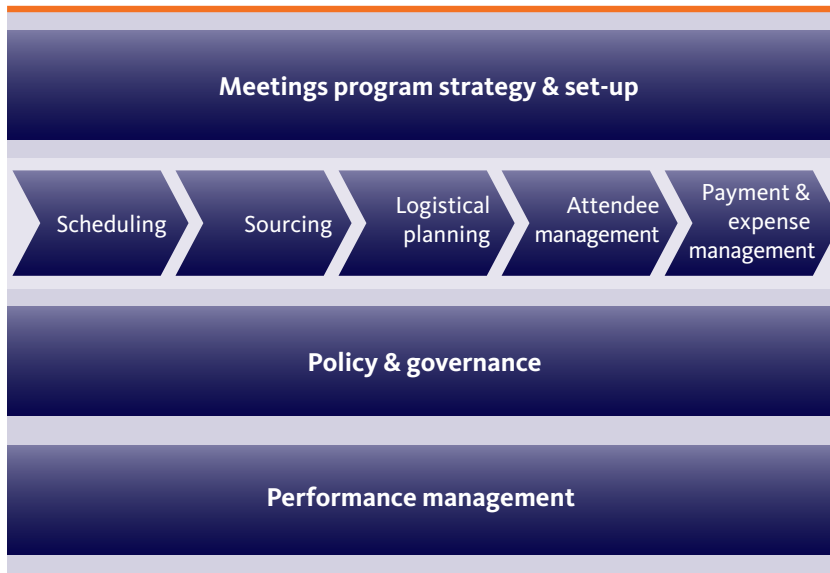 Meetings program strategy & set-up
Scheduling
Sourcing
Logistical
planning
Attendee
management
Payment &
expense
management
Policy & governance
Performance management